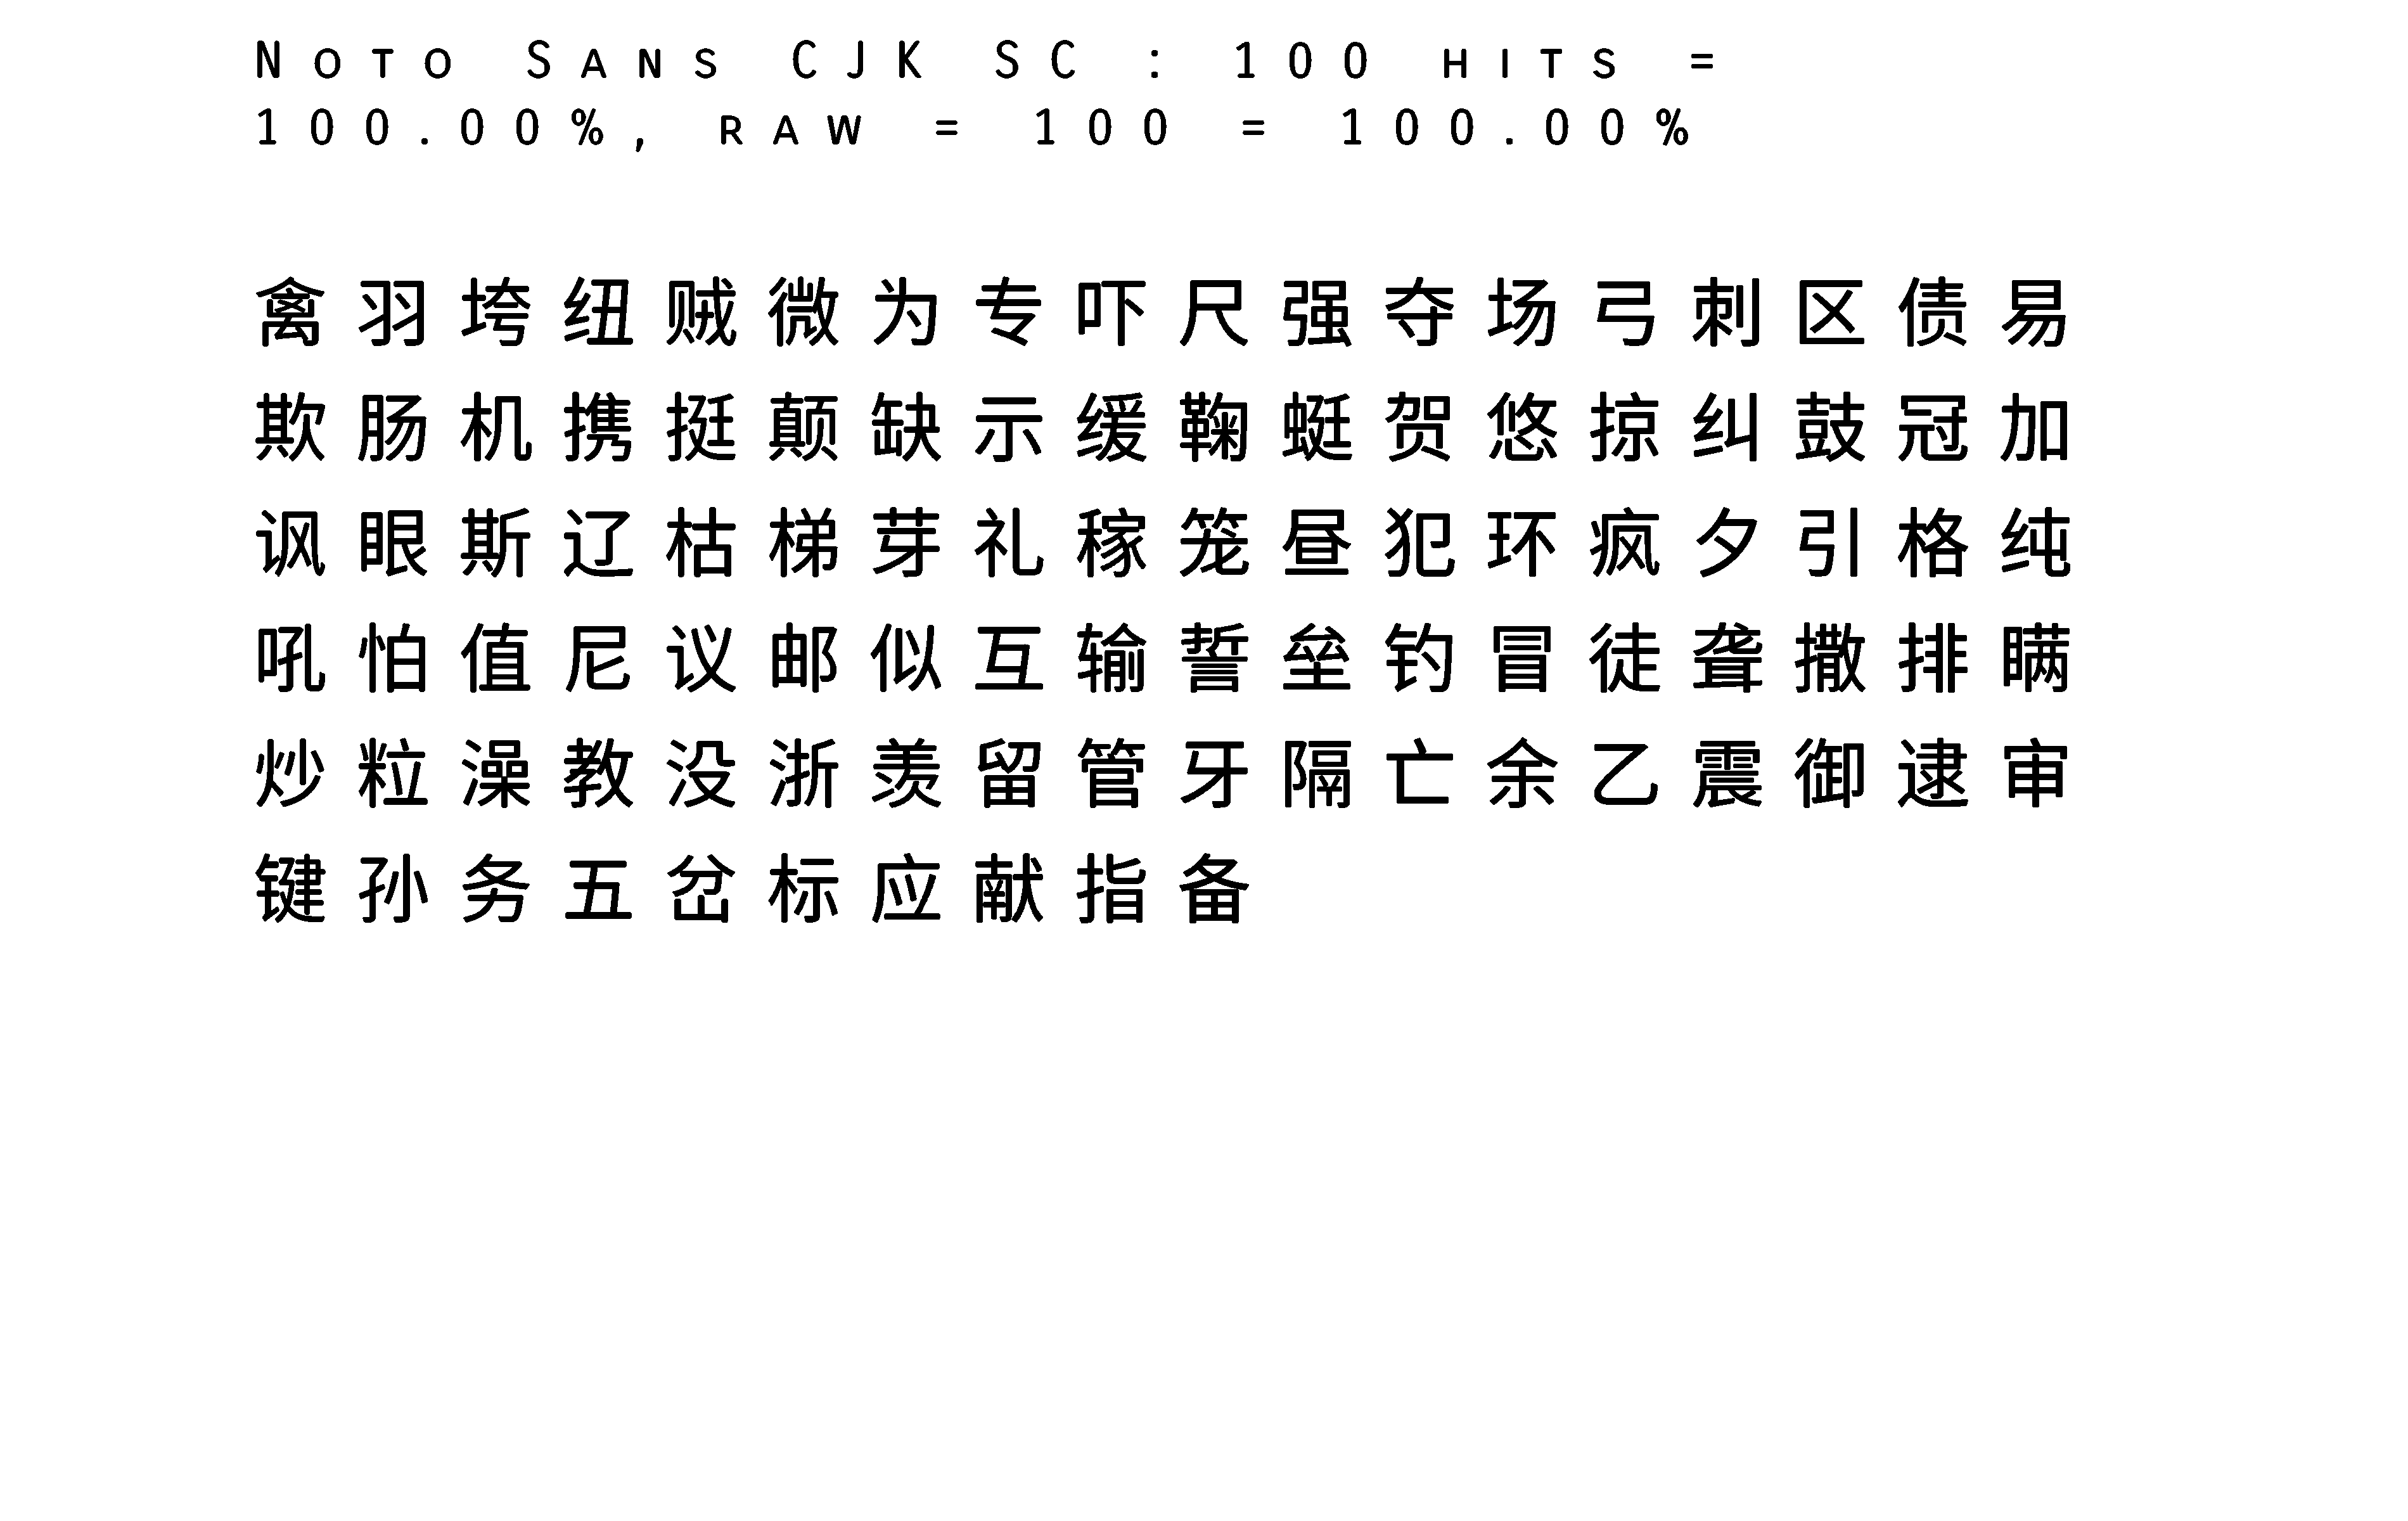 Noto Sans CJK SC : 100 hits =
100.00%, raw = 100 = 100.00%
禽羽垮纽贼微为专吓尺强夺场弓刺区债易
欺肠机携挺颠缺示缓鞠蜓贺悠掠纠鼓冠加
讽眼斯辽枯梯芽礼稼笼昼犯环疯夕引格纯
吼怕值尼议邮似互输誓垒钓冒徒聋撒排瞒
炒粒澡教没浙羡留管牙隔亡余乙震御逮审
键孙务五岔标应献指备